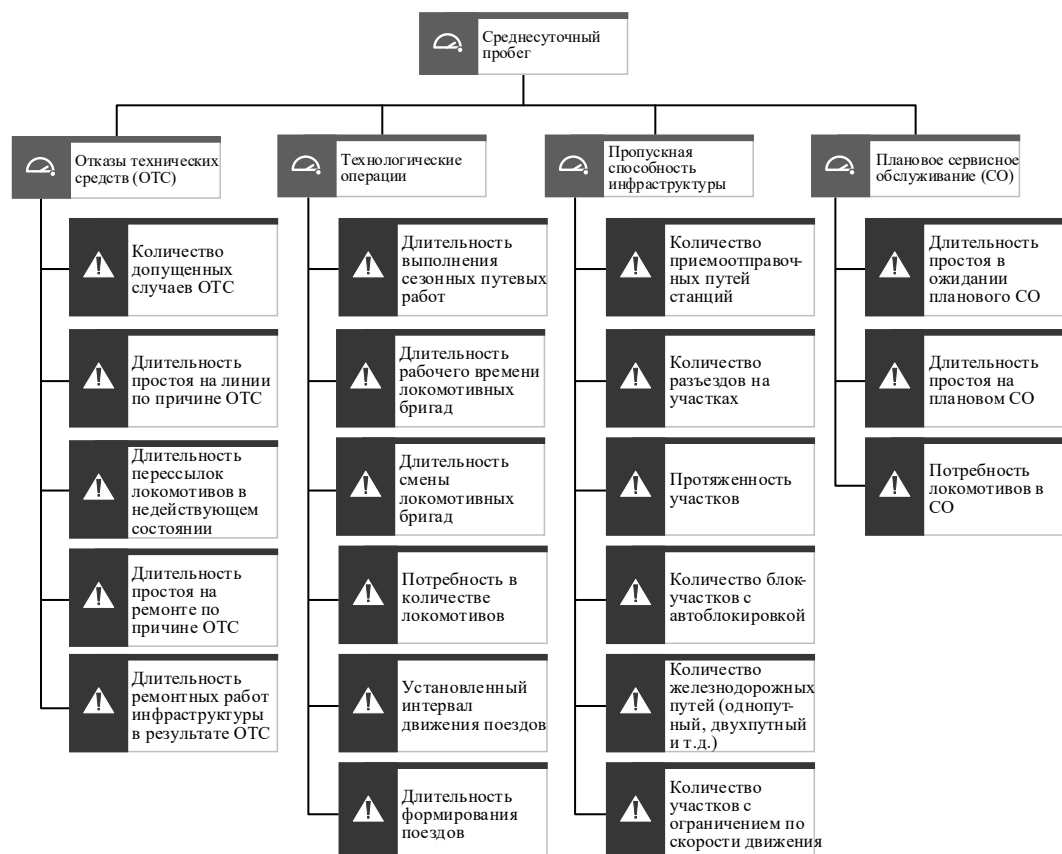 Среднесуточный
пробег
Отказы технических
средств (ОТС)
Количество
допущенных
случаев ОТС
Длительность
простоя на линии
по причине ОТС
Длительность
перессылок
локомотивов в
недействующем
состоянии
Длительность
простоя на
ремонте по
причине ОТС
Длительность
ремонтных работ
инфраструктуры
в результате ОТС
Технологические
операции
Длительность
выполнения
сезонных путевых
работ
Длительность
рабочего времени
локомотивных
бригад
Длительность
смены
локомотивных
бригад
Потребность в
количестве
локомотивов
Установленный
интервал
движения поездов
Длительность
формирования
поездов
Пропускная
способность
инфраструктуры
Количество
приемоотправоч-
ных путей
станций
Количество
разъездов на
участках
Протяженность
участков
Количество блок-
участков с
автоблокировкой
Количество
железнодорожных
путей (однопут-
ный, двухпутный
и т.д.)
Количество
участков с
ограничением по
скорости движения
Плановое сервисное
обслуживание (СО)
Длительность
простоя в
ожидании
планового СО
Длительность
простоя на
плановом СО
Потребность
локомотивов в
СО